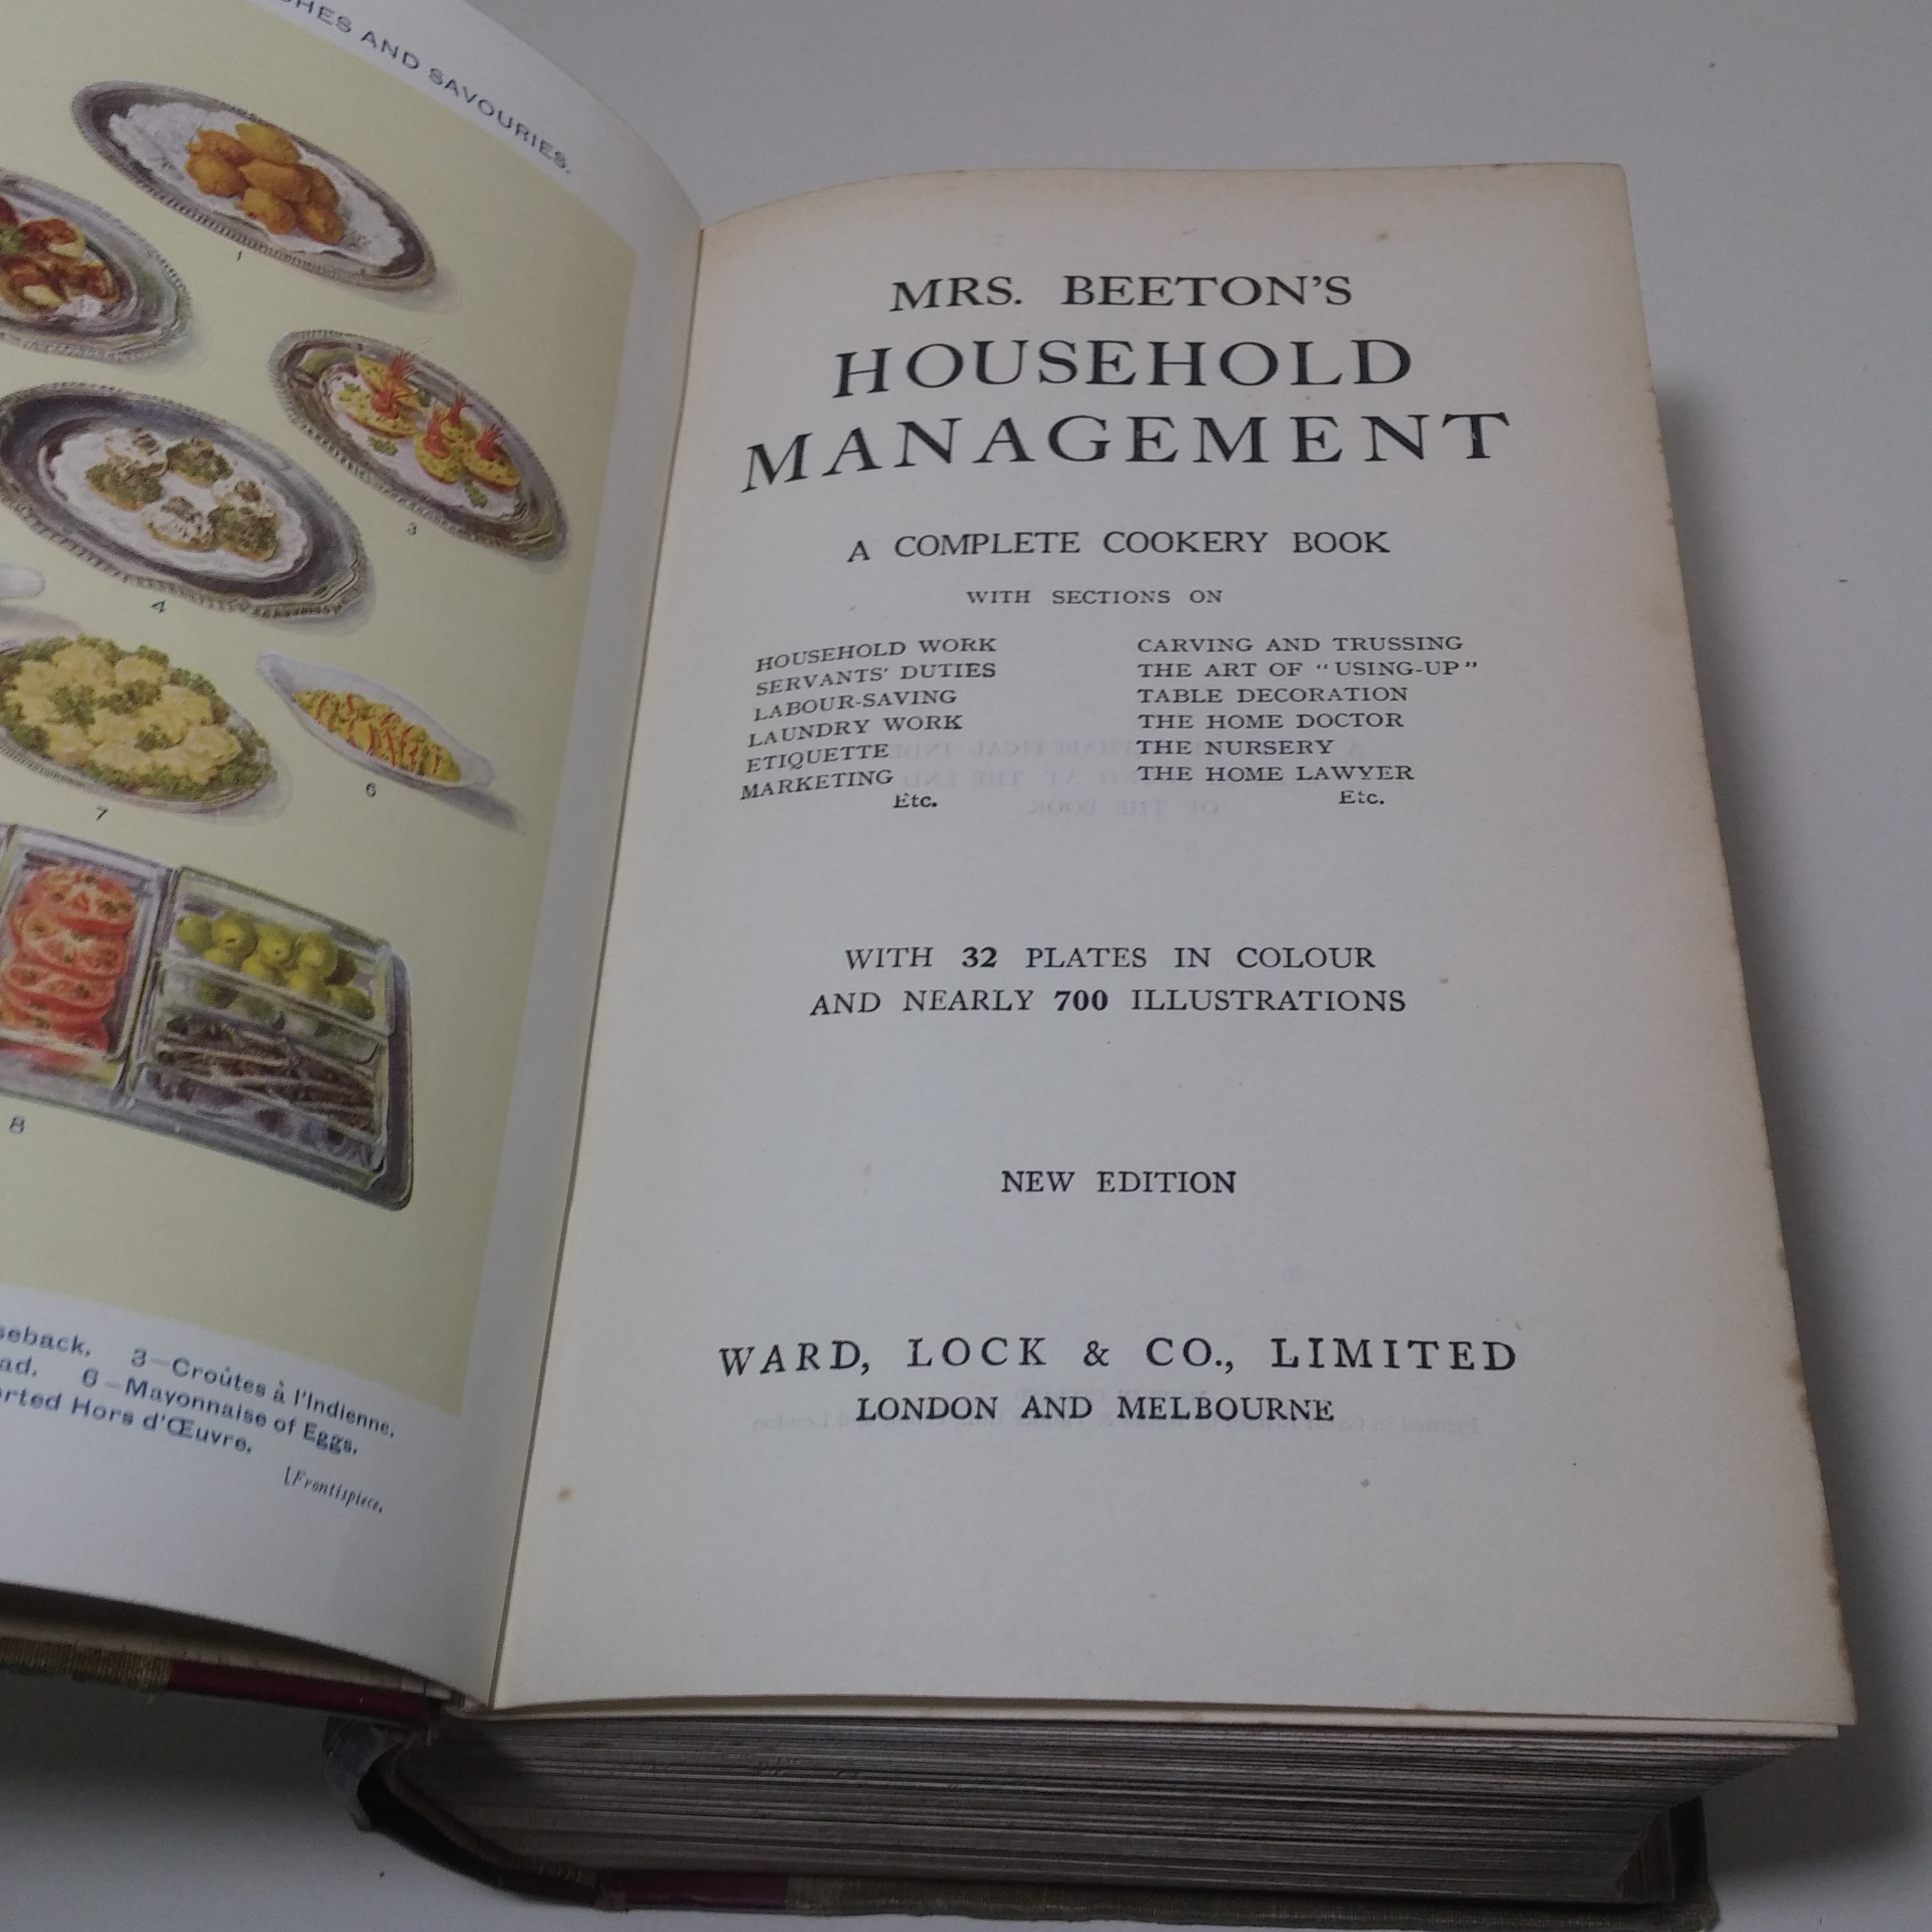 AND SAVOURIES.
1
3
4
6
7
8
3—Croûtes à l'Indienne.
6—Mayonnaise of Eggs.
Hors d'Œuvre.
[Frontispiece.
MRS. BEETON'S
HOUSEHOLD
MANAGEMENT
A COMPLETE COOKERY BOOK
WITH SECTIONS ON
HOUSEHOLD WORK
SERVANTS' DUTIES
LABOUR-SAVING
LAUNDRY WORK
ETIQUETTE
MARKETING
Etc.
CARVING AND TRUSSING
THE ART OF "USING-UP"
TABLE DECORATION
THE HOME DOCTOR
THE NURSERY
THE HOME LAWYER
Etc.
WITH 32 PLATES IN COLOUR
AND NEARLY 700 ILLUSTRATIONS
NEW EDITION
WARD, LOCK & CO., LIMITED
LONDON AND MELBOURNE